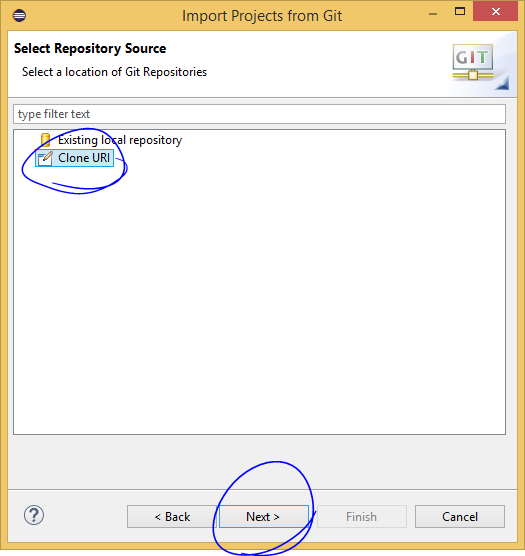 Import Projects from Git
Select Repository Source
Select a location of Git Repositories
GIT
type filter text
Existing local repository
Clone URI
? < Back Next > Finish Cancel